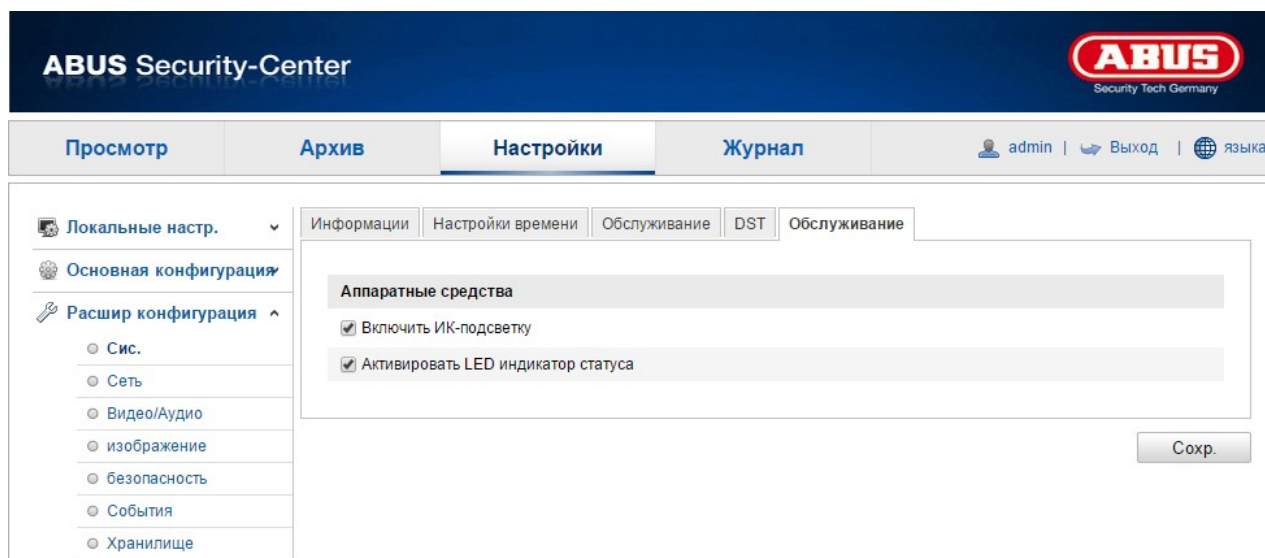 ABUS Security-Center
ABUS
Security Tech Germany
Просмотр Архив Настройки Журнал admin | Выход | языка
Локальные настр.
Основная конфигурация
Расшир конфигурация
Сис.
Сеть
Видео/Аудио
изображение
безопасность
События
Хранилище
Информации Настройки времени Обслуживание DST Обслуживание
Аппаратные средства
Включить ИК-подсветку
Активировать LED индикатор статуса
Сохр.